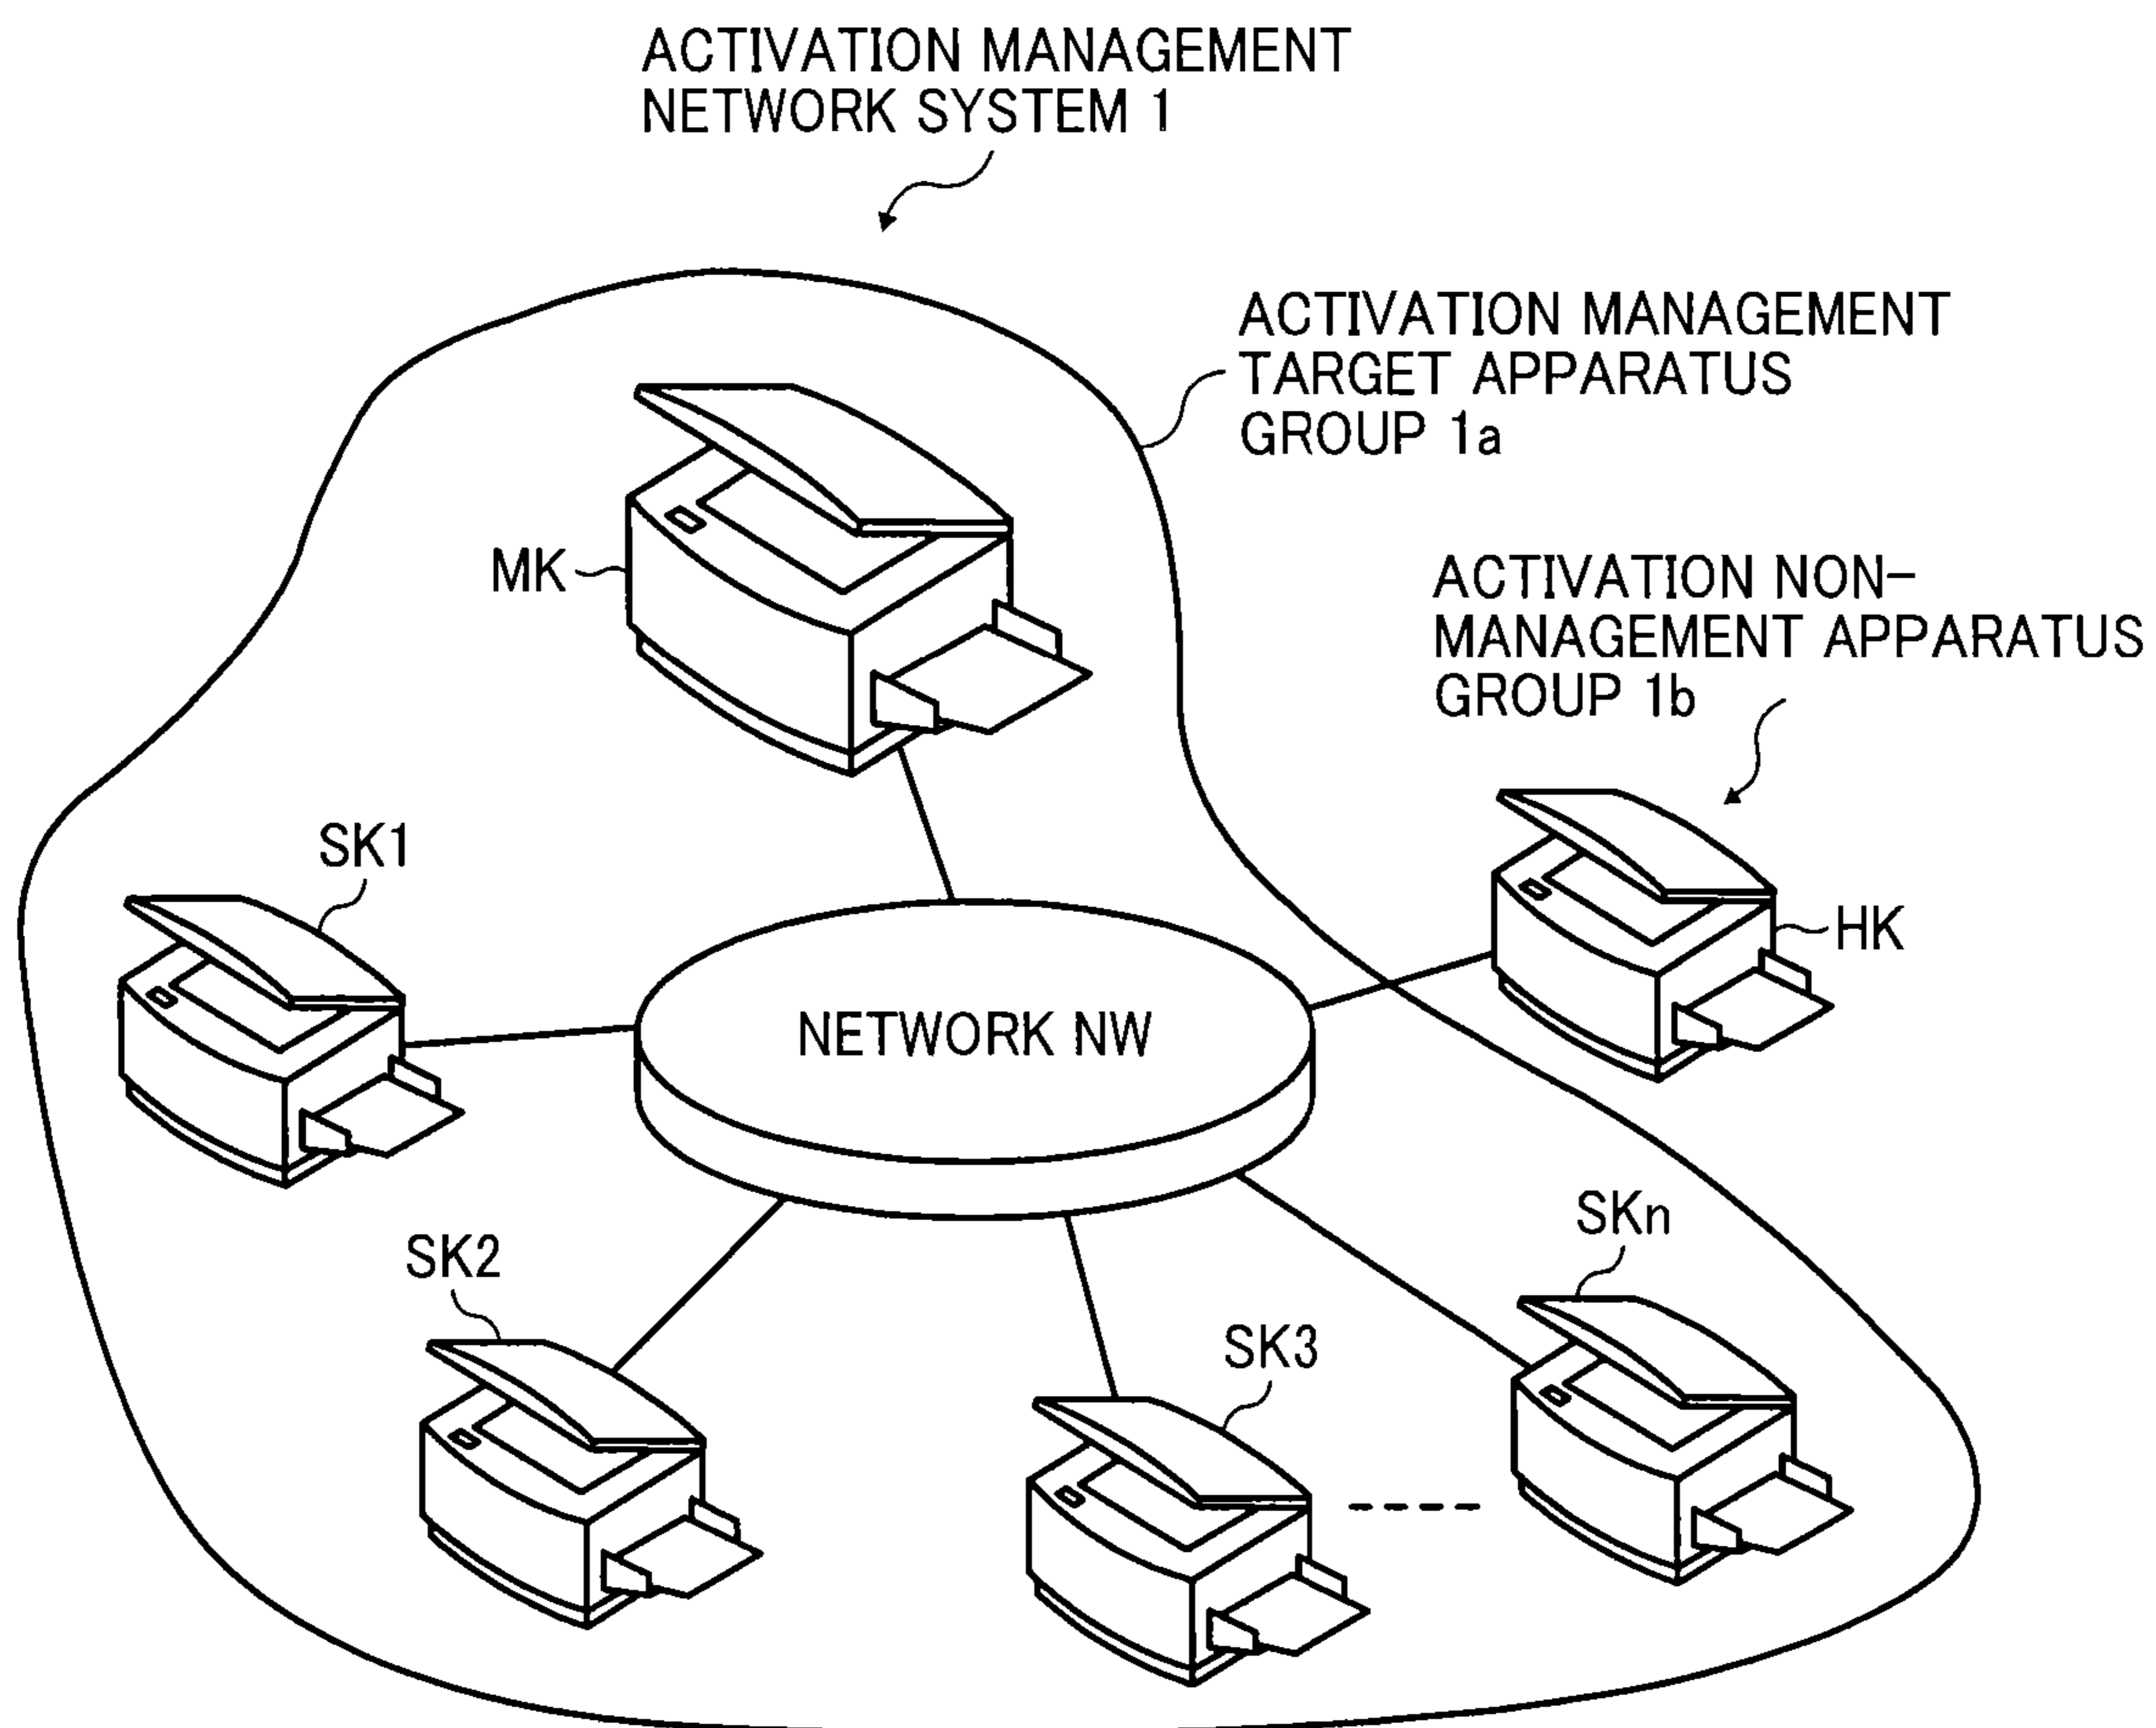 ACTIVATION MANAGEMENT
NETWORK SYSTEM 1
ACTIVATION MANAGEMENT
TARGET APPARATUS
GROUP 1a
MK
ACTIVATION NON-
MANAGEMENT APPARATUS
GROUP 1b
SK1
HK
NETWORK NW
SK2
SKn
SK3